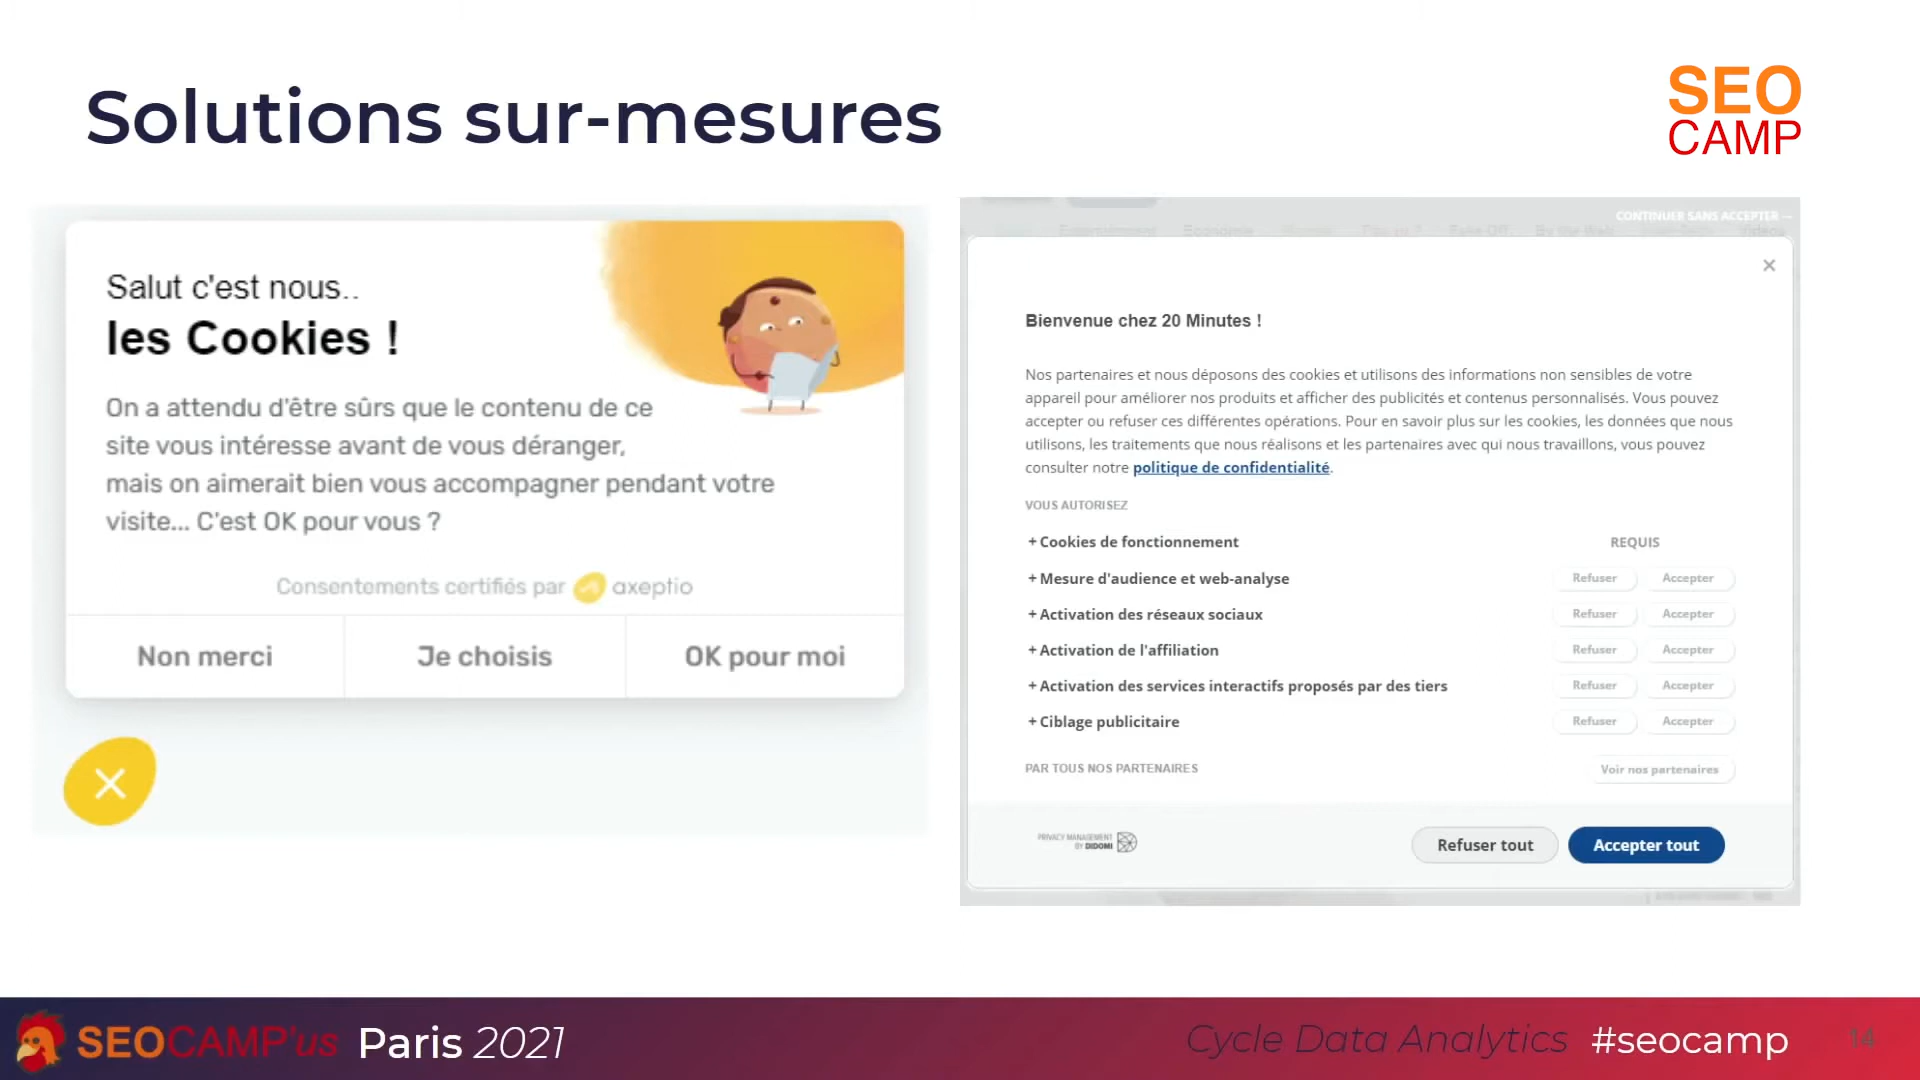 Solutions sur-mesures
SEO
CAMP
Salut c'est nous..
les Cookies !
On a attendu d'être sûrs que le contenu de ce
site vous intéresse avant de vous déranger,
mais on aimerait bien vous accompagner pendant votre
visite... C'est OK pour vous ?
Consentements certifiés par axeptio
Non merci
Je choisis
OK pour moi
CONTINUER SANS ACCEPTER
Bienvenue chez 20 Minutes !
Nos partenaires et nous déposons des cookies et utilisons des informations non sensibles de votre
appareil pour améliorer nos produits et afficher des publicités et contenus personnalisés. Vous pouvez
accepter ou refuser ces différentes opérations. Pour en savoir plus sur les cookies, les données que nous
utilisons, les traitements que nous réalisons et les partenaires avec qui nous travaillons, vous pouvez
consulter notre politique de confidentialité.
VOUS AUTORISEZ
+ Cookies de fonctionnement REQUIS
+ Mesure d'audience et web-analyse Refuser Accepter
+ Activation des réseaux sociaux Refuser Accepter
+ Activation de l'affiliation Refuser Accepter
+ Activation des services interactifs proposés par des tiers Refuser Accepter
+ Ciblage publicitaire Refuser Accepter
PAR TOUS NOS PARTENAIRES Voir nos partenaires
PRIVACY MANAGEMENT
BY DIDOMI
Refuser tout
Accepter tout
SEOCAMP'us Paris 2021
Cycle Data Analytics #seocamp 14